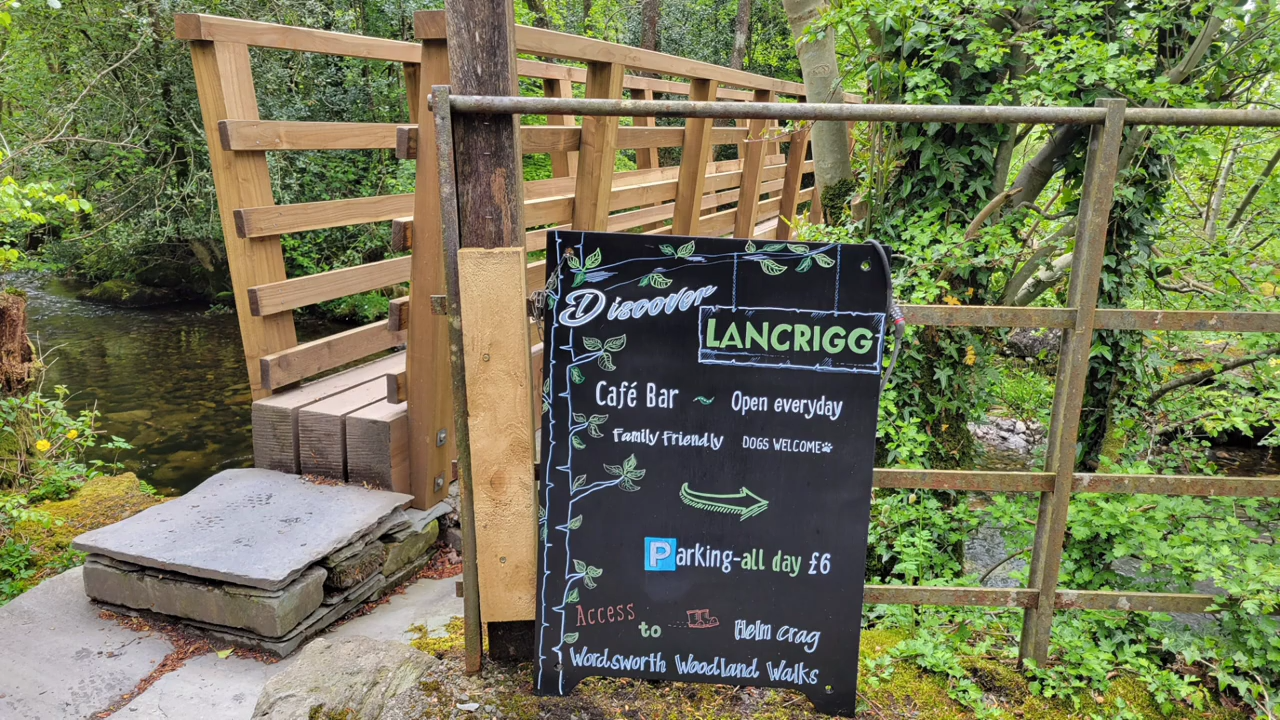 Discover
LANCRIGG
Café Bar ~ Open everyday
Family Friendly DOGS WELCOME
Parking-all day £6
Access to Helm Crag
Wordsworth Woodland Walks